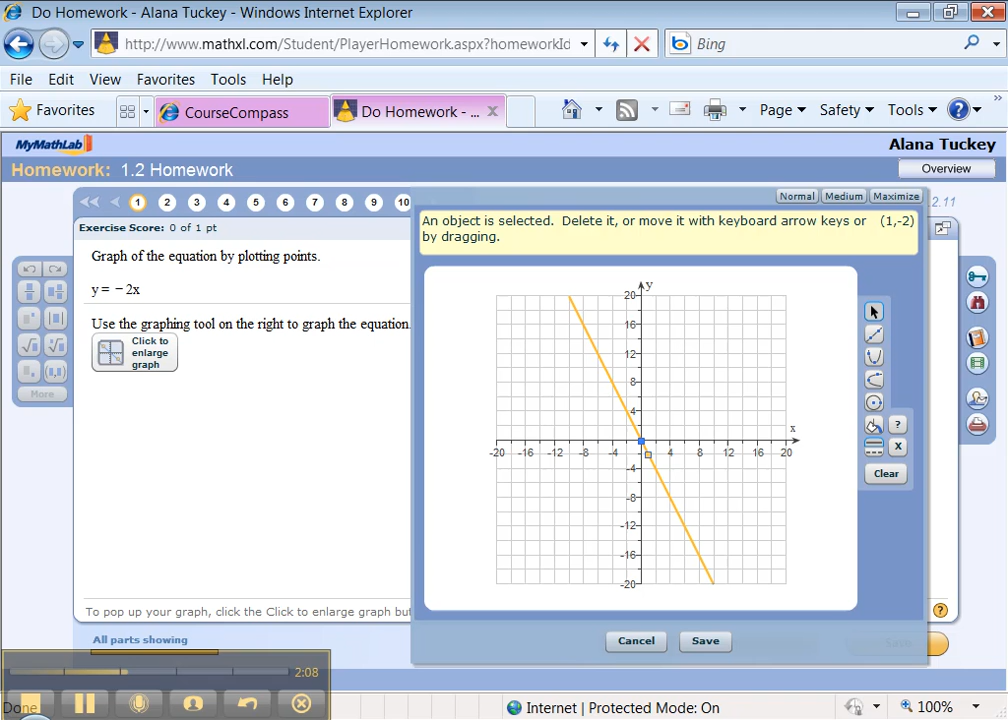 Do Homework - Alana Tuckey - Windows Internet Explorer
http://www.mathxl.com/Student/PlayerHomework.aspx?homeworkId
Bing
File Edit View Favorites Tools Help
Favorites
CourseCompass
Do Homework - ...
Page Safety Tools »
MyMathLab
Alana Tuckey
Homework: 1.2 Homework
Overview
1 2 3 4 5 6 7 8 9 10
Normal Medium Maximize
.2.11
Exercise Score: 0 of 1 pt
An object is selected. Delete it, or move it with keyboard arrow keys or by dragging.
(1,-2)
Graph of the equation by plotting points.
y = − 2x
Use the graphing tool on the right to graph the equation.
Click to
enlarge
graph
More
y
20
16
12
8
4
x
-20 -16 -12 -8 -4 4 8 12 16 20
-4
-8
-12
-16
-20
?
x
Clear
To pop up your graph, click the Click to enlarge graph but
?
All parts showing
Cancel Save
2:08
Done
Internet | Protected Mode: On
100%